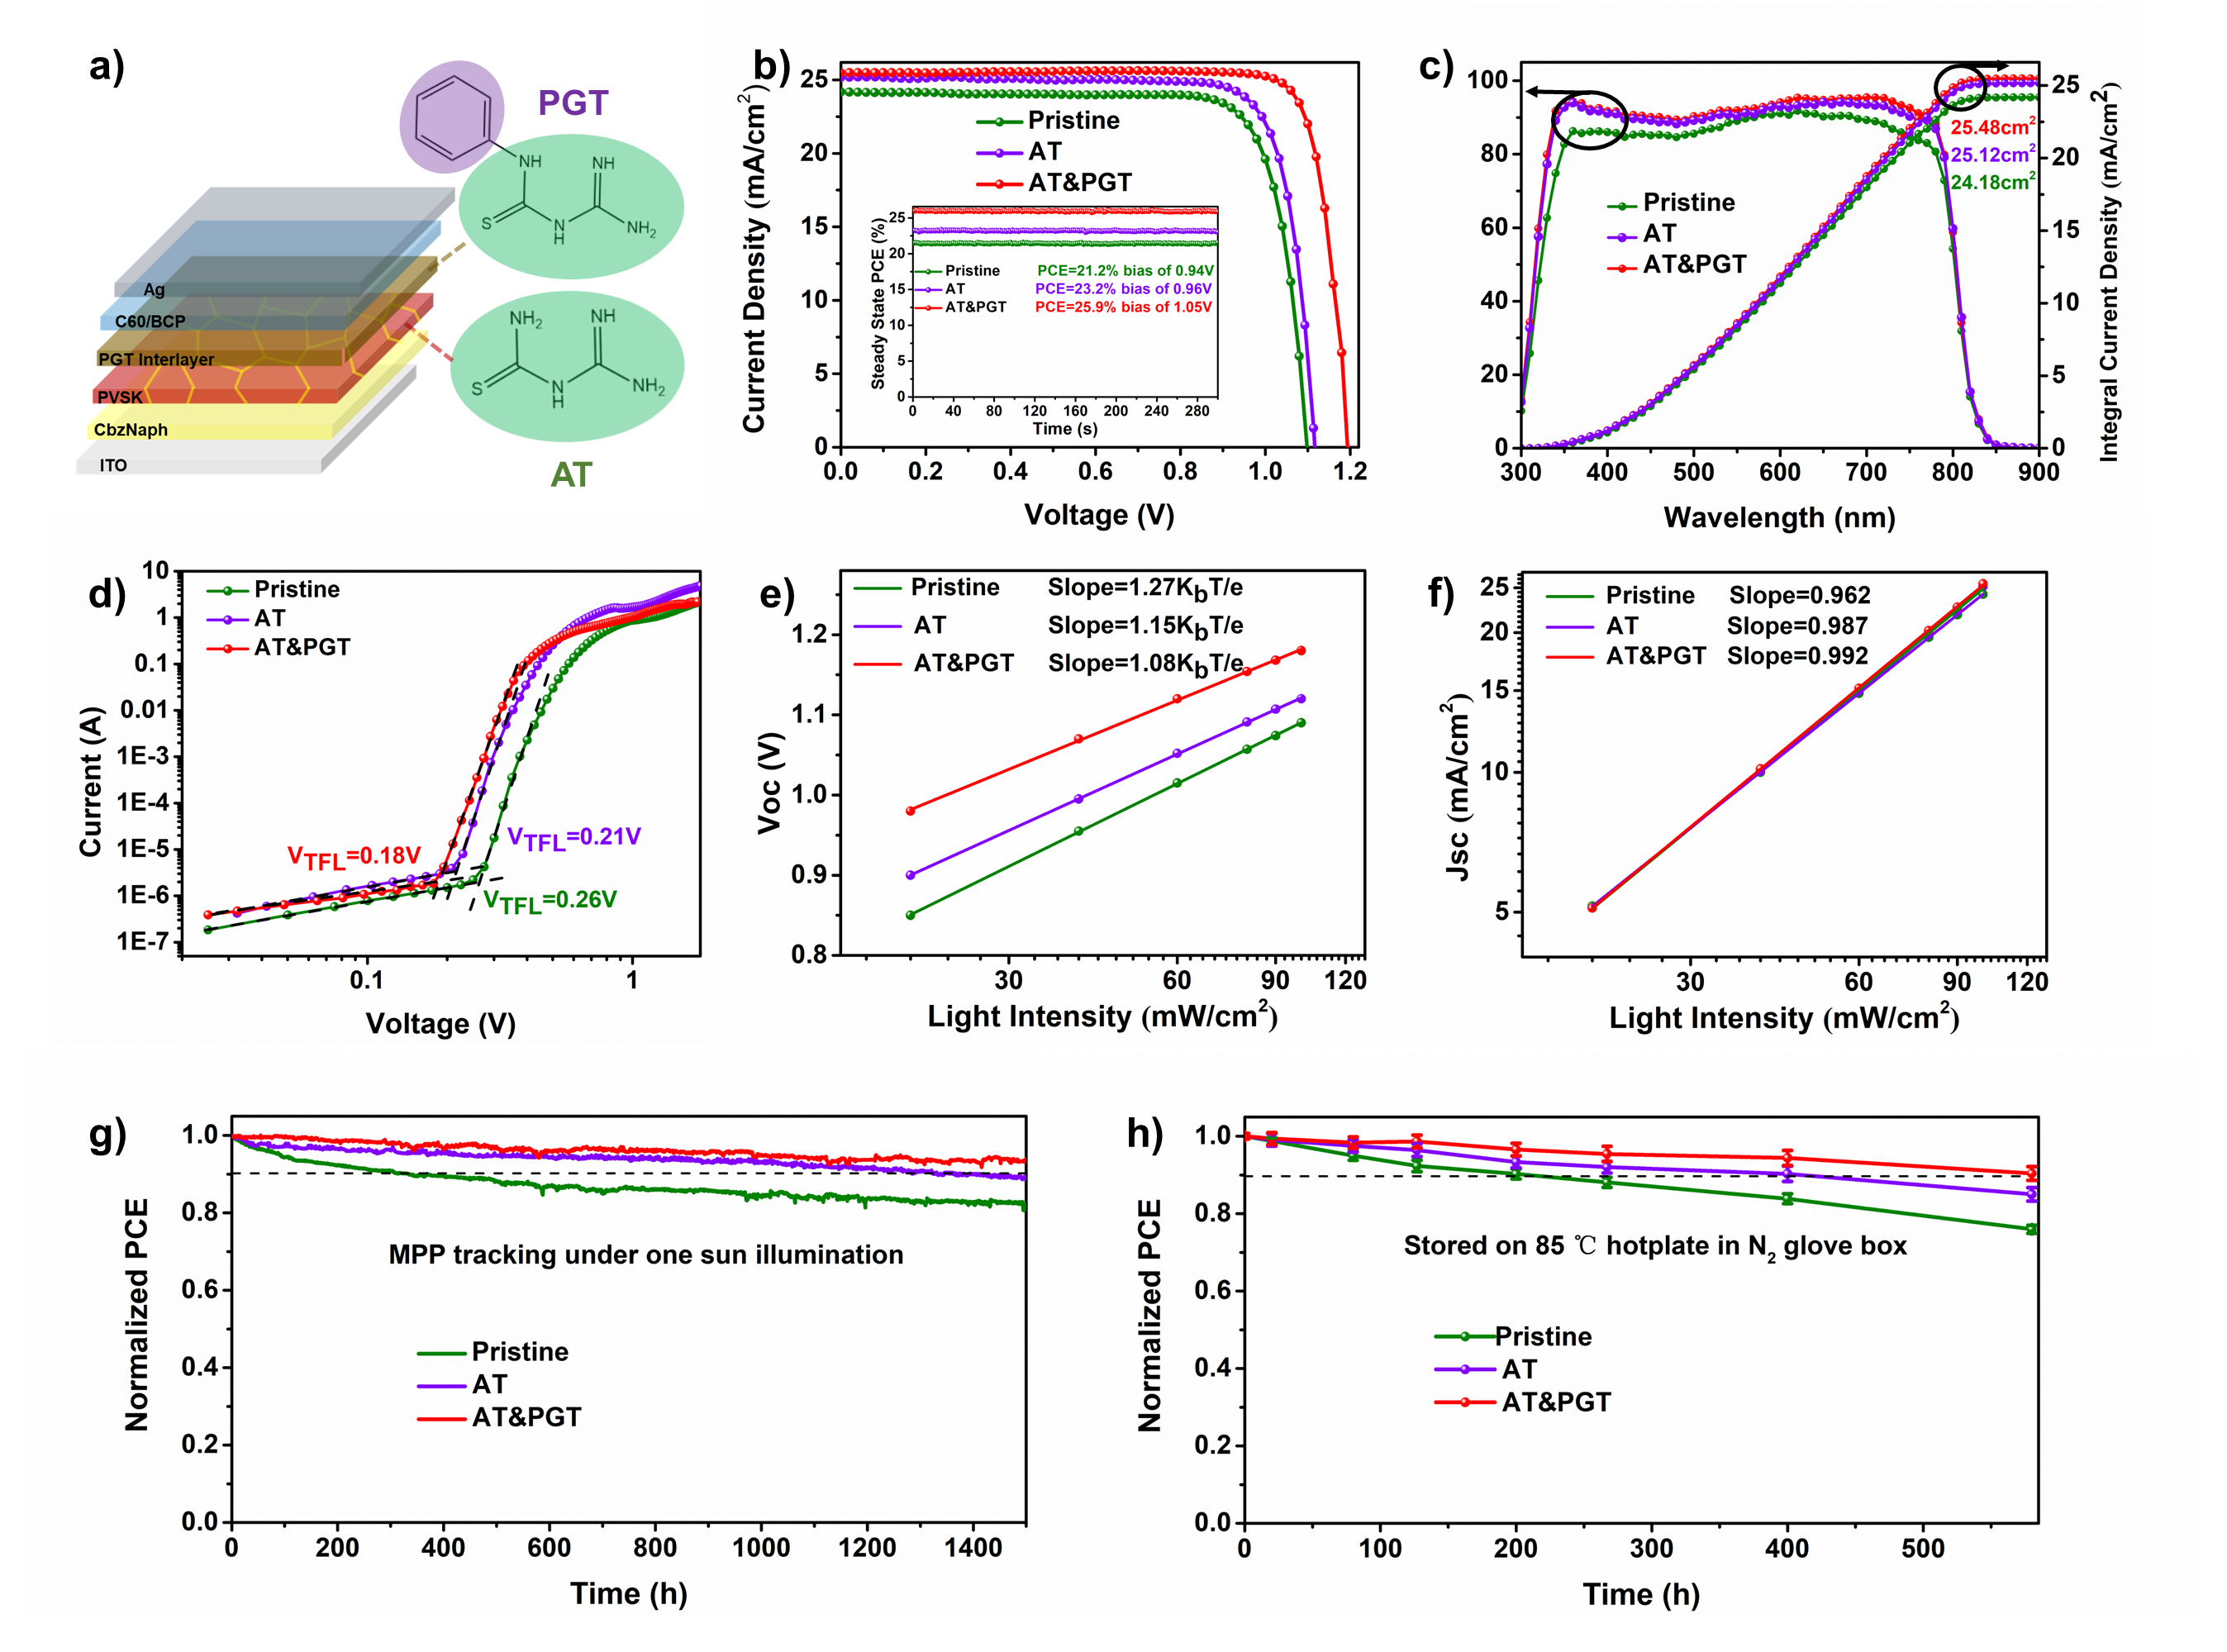 a)
PGT
NH
NH
S
N
H
NH2
Ag
C60/BCP
PGT Interlayer
PVSK
CbzNaph
ITO
NH2
NH
S
N
H
NH2
AT
b)
Current Density (mA/cm2)
25
20
15
10
5
0
Pristine
AT
AT&PGT
Steady State PCE (%)
25
20
15
10
5
0
Pristine PCE=21.2% bias of 0.94V
AT PCE=23.2% bias of 0.96V
AT&PGT PCE=25.9% bias of 1.05V
0 40 80 120 160 200 240 280
Time (s)
0.0 0.2 0.4 0.6 0.8 1.0 1.2
Voltage (V)
c)
100
80
60
40
20
0
25.48cm2
25.12cm2
24.18cm2
Pristine
AT
AT&PGT
25
20
15
10
5
0
Integral Current Density (mA/cm2)
300 400 500 600 700 800 900
Wavelength (nm)
d)
Current (A)
10
1
0.1
0.01
1E-3
1E-4
1E-5
1E-6
1E-7
Pristine
AT
AT&PGT
VTFL=0.18V
VTFL=0.21V
VTFL=0.26V
0.1 1
Voltage (V)
e)
Voc (V)
1.2
1.1
1.0
0.9
0.8
Pristine Slope=1.27KbT/e
AT Slope=1.15KbT/e
AT&PGT Slope=1.08KbT/e
30 60 90 120
Light Intensity (mW/cm2)
f)
Jsc (mA/cm2)
25
20
15
10
5
Pristine Slope=0.962
AT Slope=0.987
AT&PGT Slope=0.992
30 60 90 120
Light Intensity (mW/cm2)
g)
Normalized PCE
1.0
0.8
0.6
0.4
0.2
0.0
MPP tracking under one sun illumination
Pristine
AT
AT&PGT
0 200 400 600 800 1000 1200 1400
Time (h)
h)
Normalized PCE
1.0
0.8
0.6
0.4
0.2
0.0
Stored on 85 ℃ hotplate in N2 glove box
Pristine
AT
AT&PGT
0 100 200 300 400 500
Time (h)